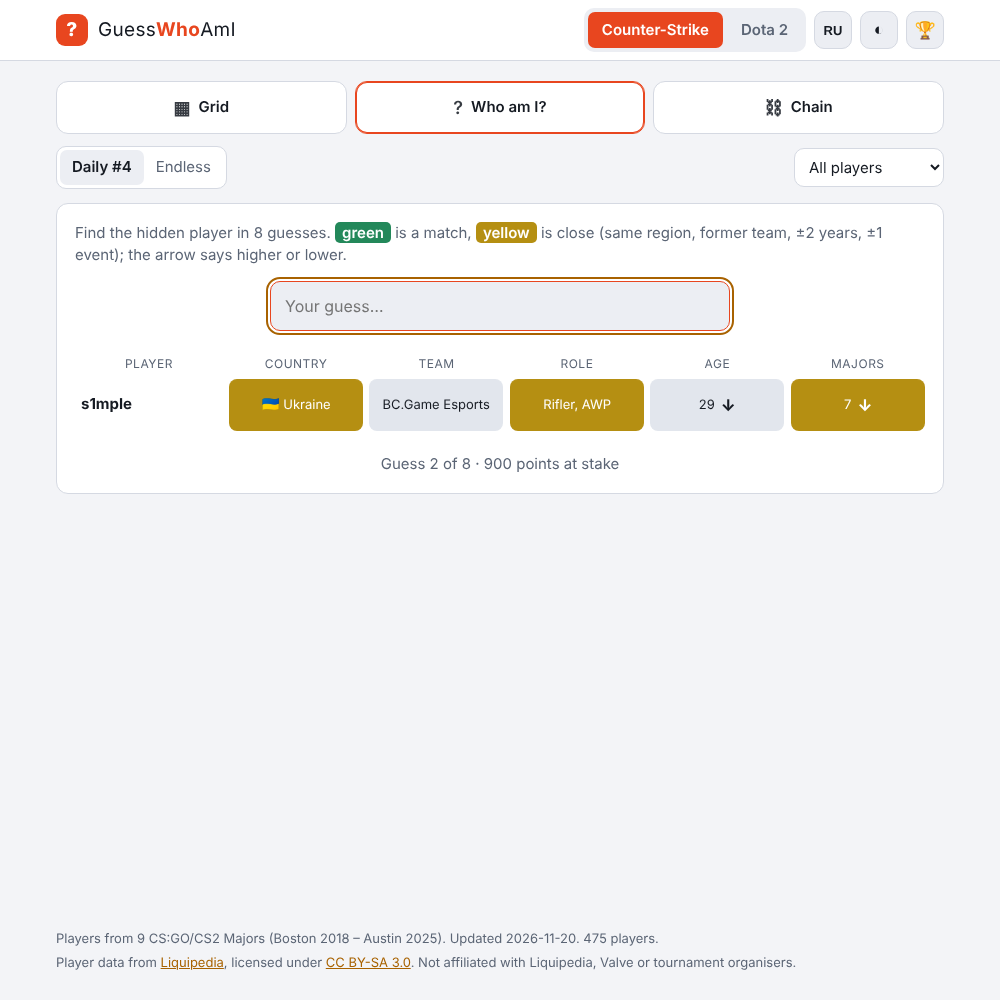 ? GuessWhoAmI
Counter-Strike Dota 2 RU
Grid
? Who am I?
Chain
Daily #4 Endless
All players
Find the hidden player in 8 guesses. green is a match, yellow is close (same region, former team, ±2 years, ±1
event); the arrow says higher or lower.
Your guess...
PLAYER COUNTRY TEAM ROLE AGE MAJORS
s1mple 🇺🇦 Ukraine BC.Game Esports Rifler, AWP 29 ↓ 7 ↓
Guess 2 of 8 · 900 points at stake
Players from 9 CS:GO/CS2 Majors (Boston 2018 – Austin 2025). Updated 2026-11-20. 475 players.
Player data from Liquipedia, licensed under CC BY-SA 3.0. Not affiliated with Liquipedia, Valve or tournament organisers.